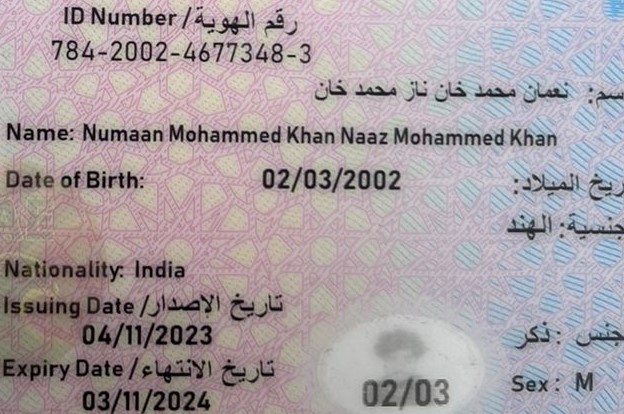 ID Number / رقم الهوية
784-2002-4677348-3
سم: نعمان محمد خان ناز محمد خان
Name: Numaan Mohammed Khan Naaz Mohammed Khan
Date of Birth: 02/03/2002 ريخ الميلاد:
جنسية: الهند
Nationality: India
Issuing Date / تاريخ الإصدار
04/11/2023 جنس: ذكر
Expiry Date / تاريخ الانتهاء
03/11/2024 02/03 Sex: M